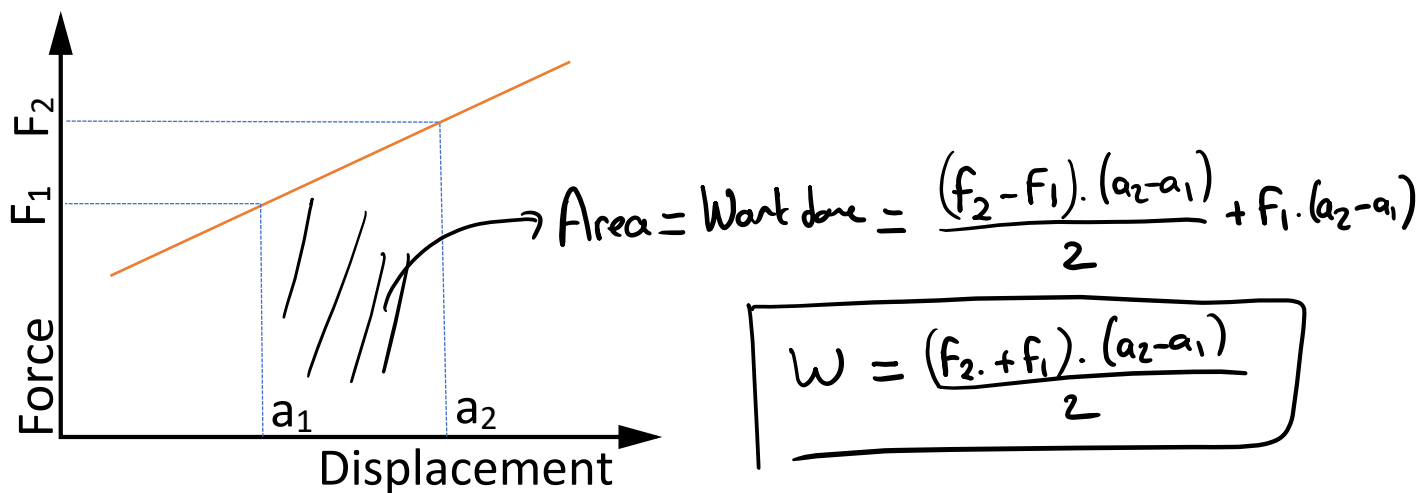 F₂
F₁
Force
a₁
a₂
Displacement
Area = Work done = (F₂-F₁).(a₂-a₁)/2 + F₁.(a₂-a₁)
W = (F₂.+F₁).(a₂-a₁)/2